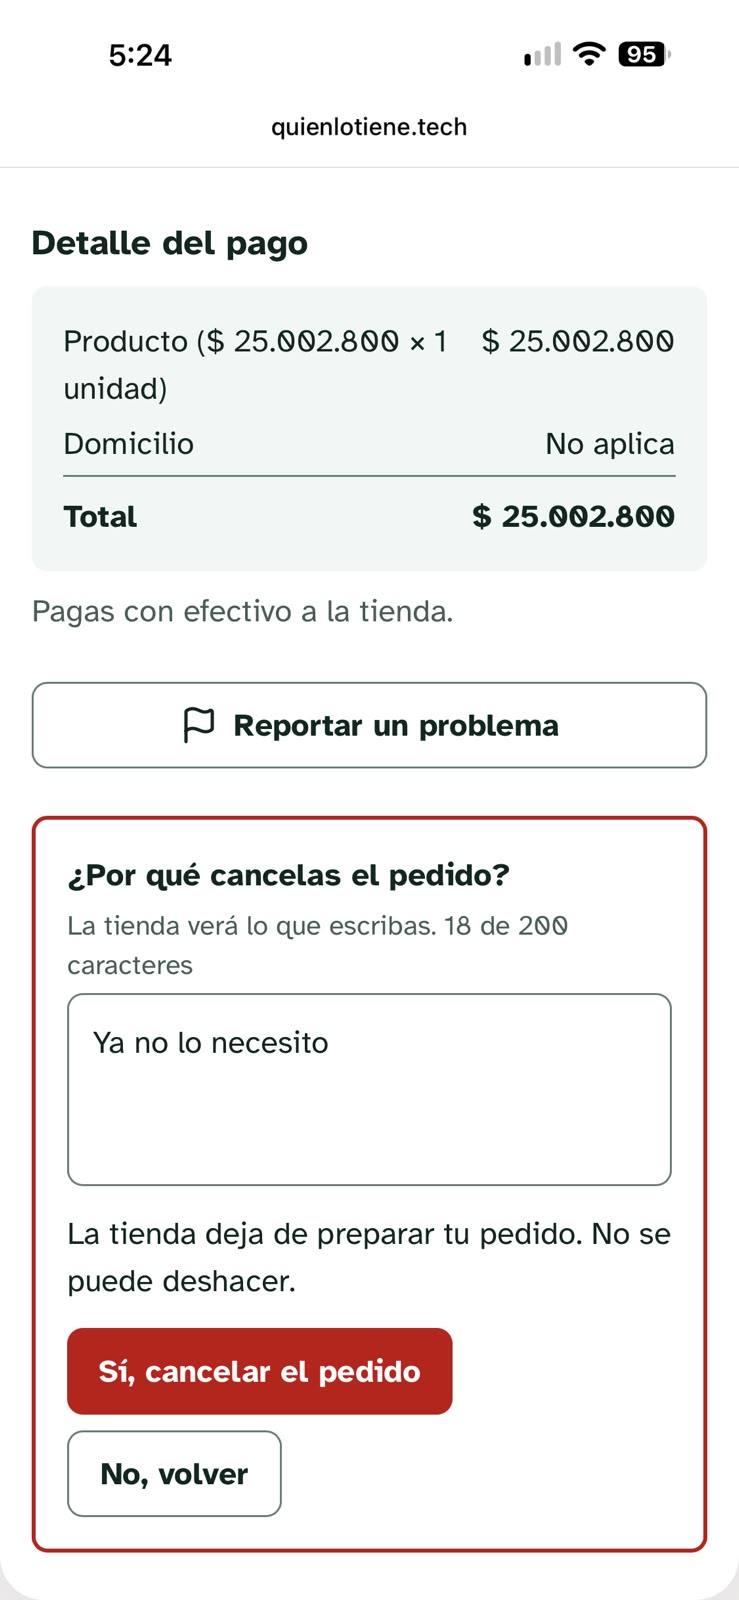 5:24
95
quienlotiene.tech
Detalle del pago
Producto ($ 25.002.800 × 1 $ 25.002.800
unidad)
Domicilio No aplica
Total $ 25.002.800
Pagas con efectivo a la tienda.
Reportar un problema
¿Por qué cancelas el pedido?
La tienda verá lo que escribas. 18 de 200
caracteres
Ya no lo necesito
La tienda deja de preparar tu pedido. No se
puede deshacer.
Sí, cancelar el pedido
No, volver